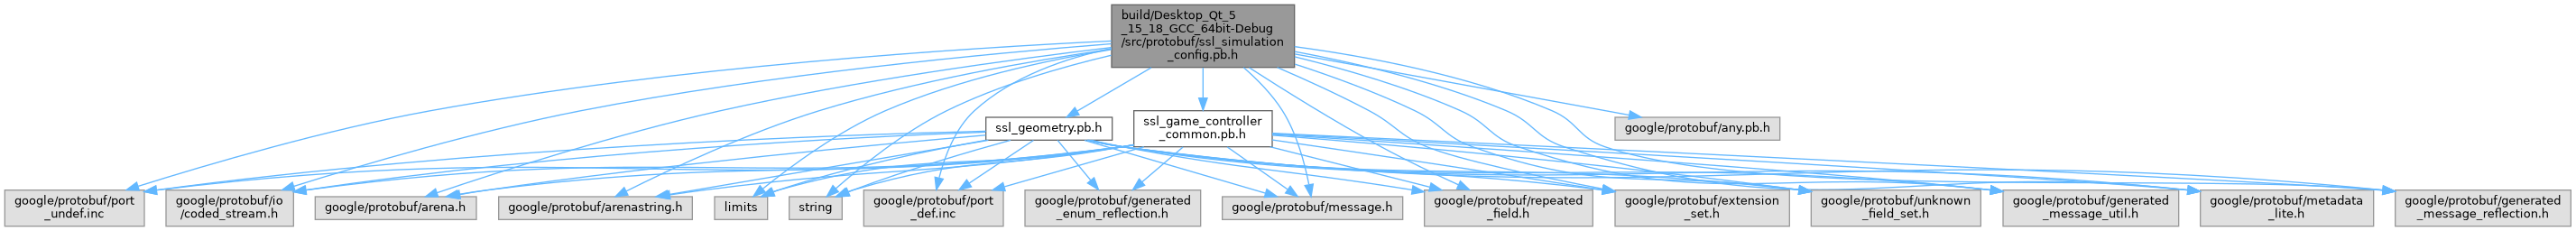 build/Desktop_Qt_5
_15_18_GCC_64bit-Debug
/src/protobuf/ssl_simulation
_config.pb.h
ssl_geometry.pb.h
ssl_game_controller
_common.pb.h
google/protobuf/any.pb.h
google/protobuf/port
_undef.inc
google/protobuf/io
/coded_stream.h
google/protobuf/arena.h
google/protobuf/arenastring.h
limits
string
google/protobuf/port
_def.inc
google/protobuf/generated
_enum_reflection.h
google/protobuf/message.h
google/protobuf/repeated
_field.h
google/protobuf/extension
_set.h
google/protobuf/unknown
_field_set.h
google/protobuf/generated
_message_util.h
google/protobuf/metadata
_lite.h
google/protobuf/generated
_message_reflection.h